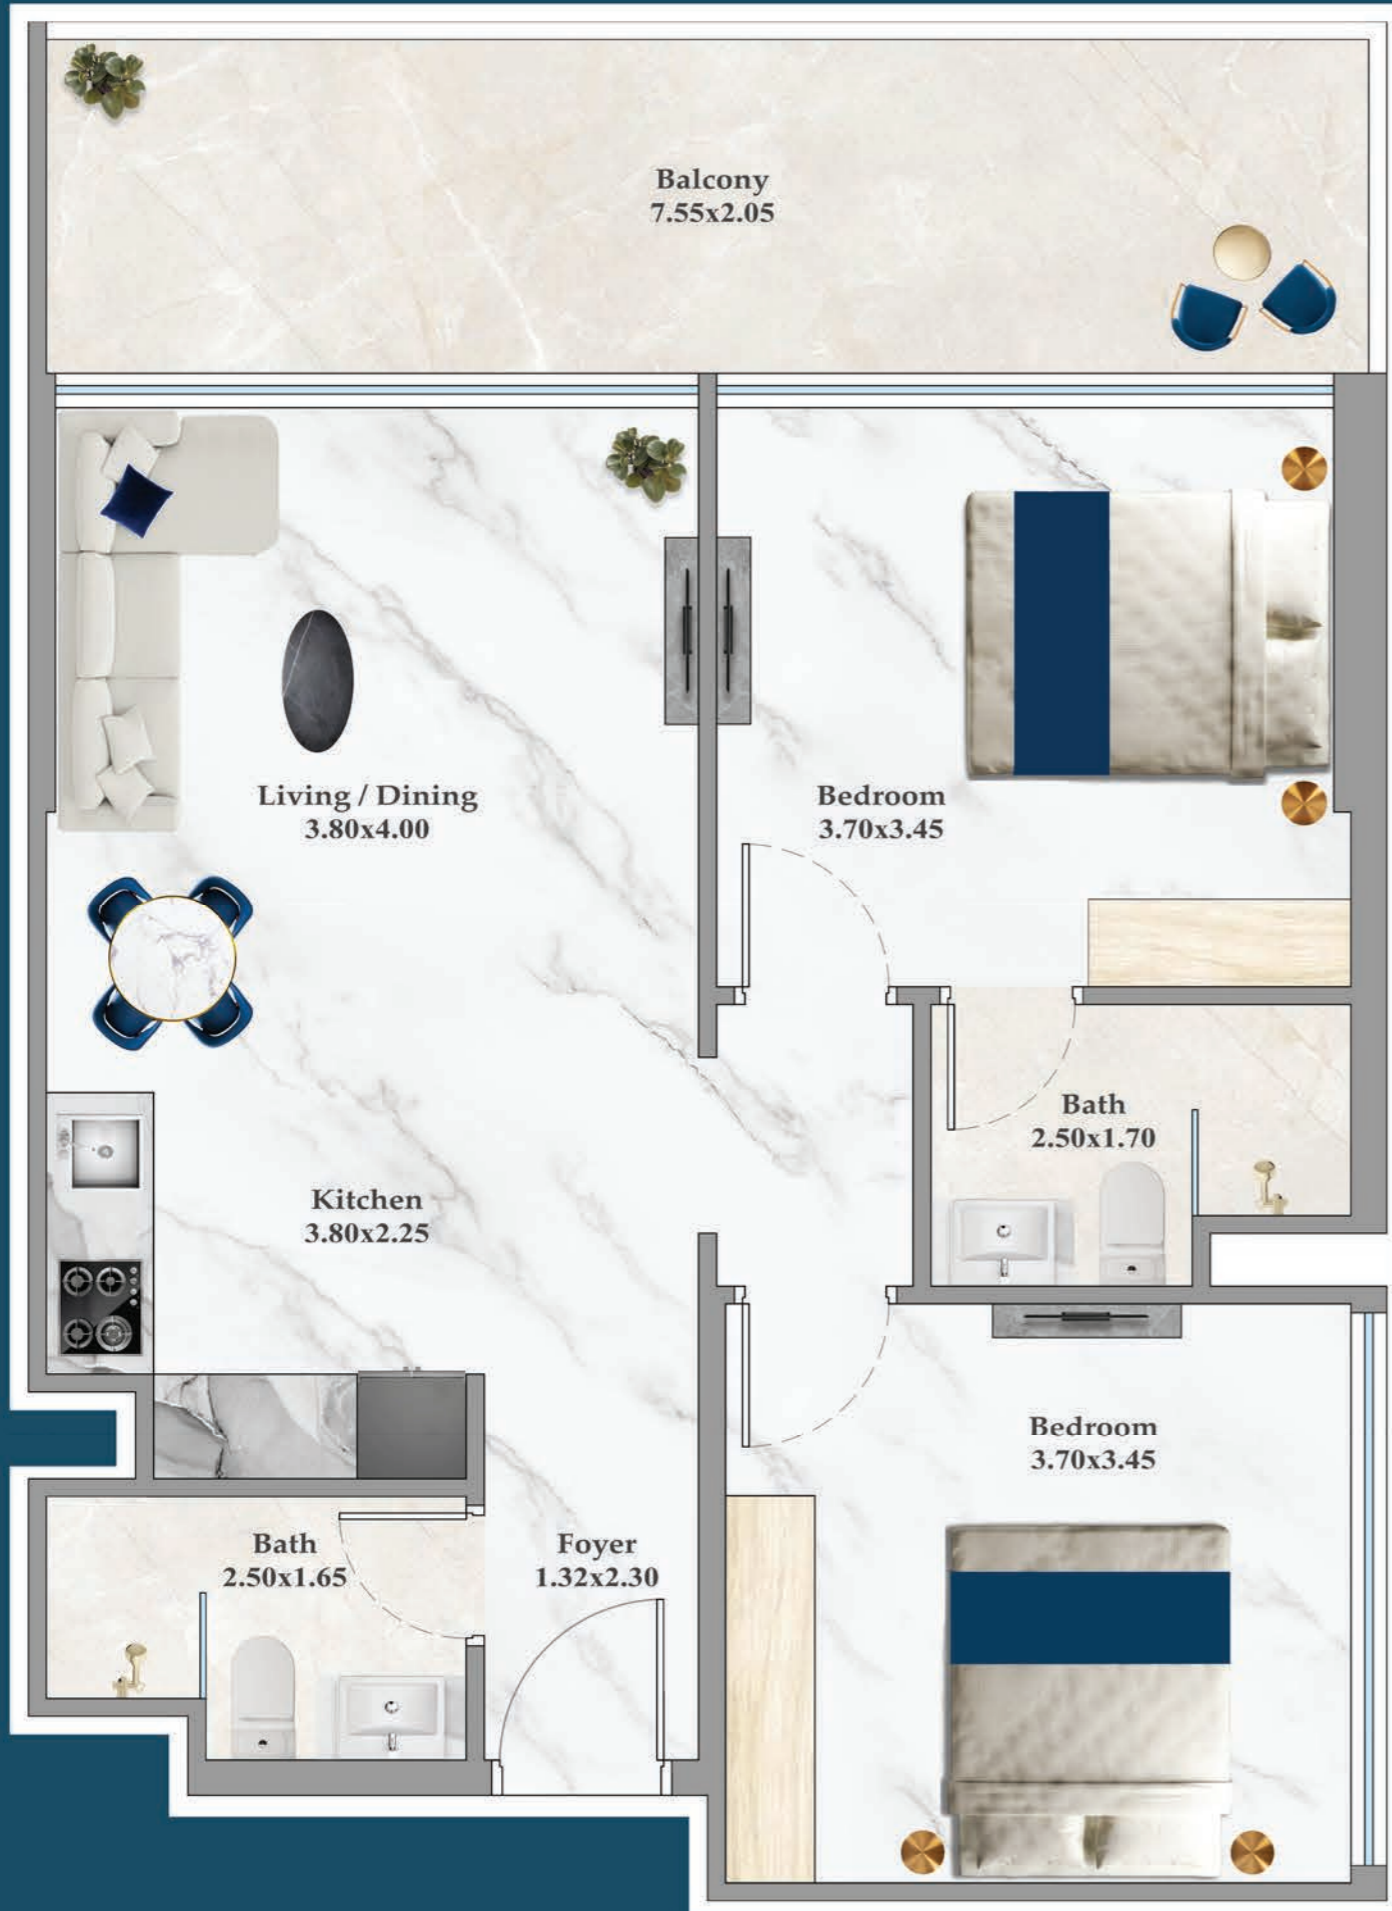 Balcony
7.55x2.05
Living / Dining
3.80x4.00
Bedroom
3.70x3.45
Bath
2.50x1.70
Kitchen
3.80x2.25
Bedroom
3.70x3.45
Bath
2.50x1.65
Foyer
1.32x2.30